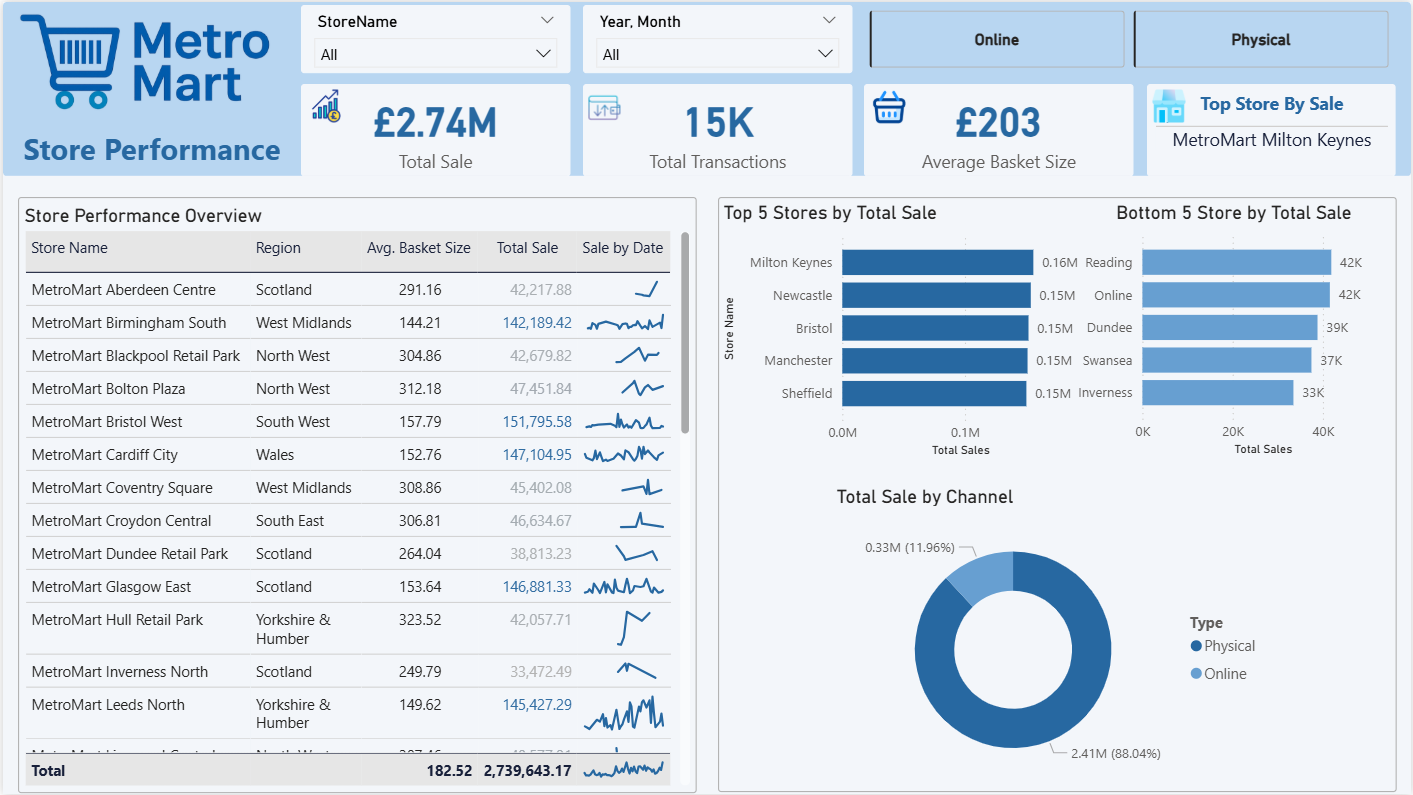 Metro
Mart
Store Performance
StoreName
All
Year, Month
All
Online
Physical
£2.74M
Total Sale
15K
Total Transactions
£203
Average Basket Size
Top Store By Sale
MetroMart Milton Keynes
Store Performance Overview
Store Name Region Avg. Basket Size Total Sale Sale by Date
MetroMart Aberdeen Centre Scotland 291.16 42,217.88
MetroMart Birmingham South West Midlands 144.21 142,189.42
MetroMart Blackpool Retail Park North West 304.86 42,679.82
MetroMart Bolton Plaza North West 312.18 47,451.84
MetroMart Bristol West South West 157.79 151,795.58
MetroMart Cardiff City Wales 152.76 147,104.95
MetroMart Coventry Square West Midlands 308.86 45,402.08
MetroMart Croydon Central South East 306.81 46,634.67
MetroMart Dundee Retail Park Scotland 264.04 38,813.23
MetroMart Glasgow East Scotland 153.64 146,881.33
MetroMart Hull Retail Park Yorkshire & 323.52 42,057.71
Humber
MetroMart Inverness North Scotland 249.79 33,472.49
MetroMart Leeds North Yorkshire & 149.62 145,427.29
Humber
Total 182.52 2,739,643.17
Top 5 Stores by Total Sale
Store Name
Milton Keynes 0.16M
Newcastle 0.15M
Bristol 0.15M
Manchester 0.15M
Sheffield 0.15M
0.0M 0.1M
Total Sales
Bottom 5 Store by Total Sale
Reading 42K
Online 42K
Dundee 39K
Swansea 37K
Inverness 33K
0K 20K 40K
Total Sales
Total Sale by Channel
0.33M (11.96%)
2.41M (88.04%)
Type
Physical
Online